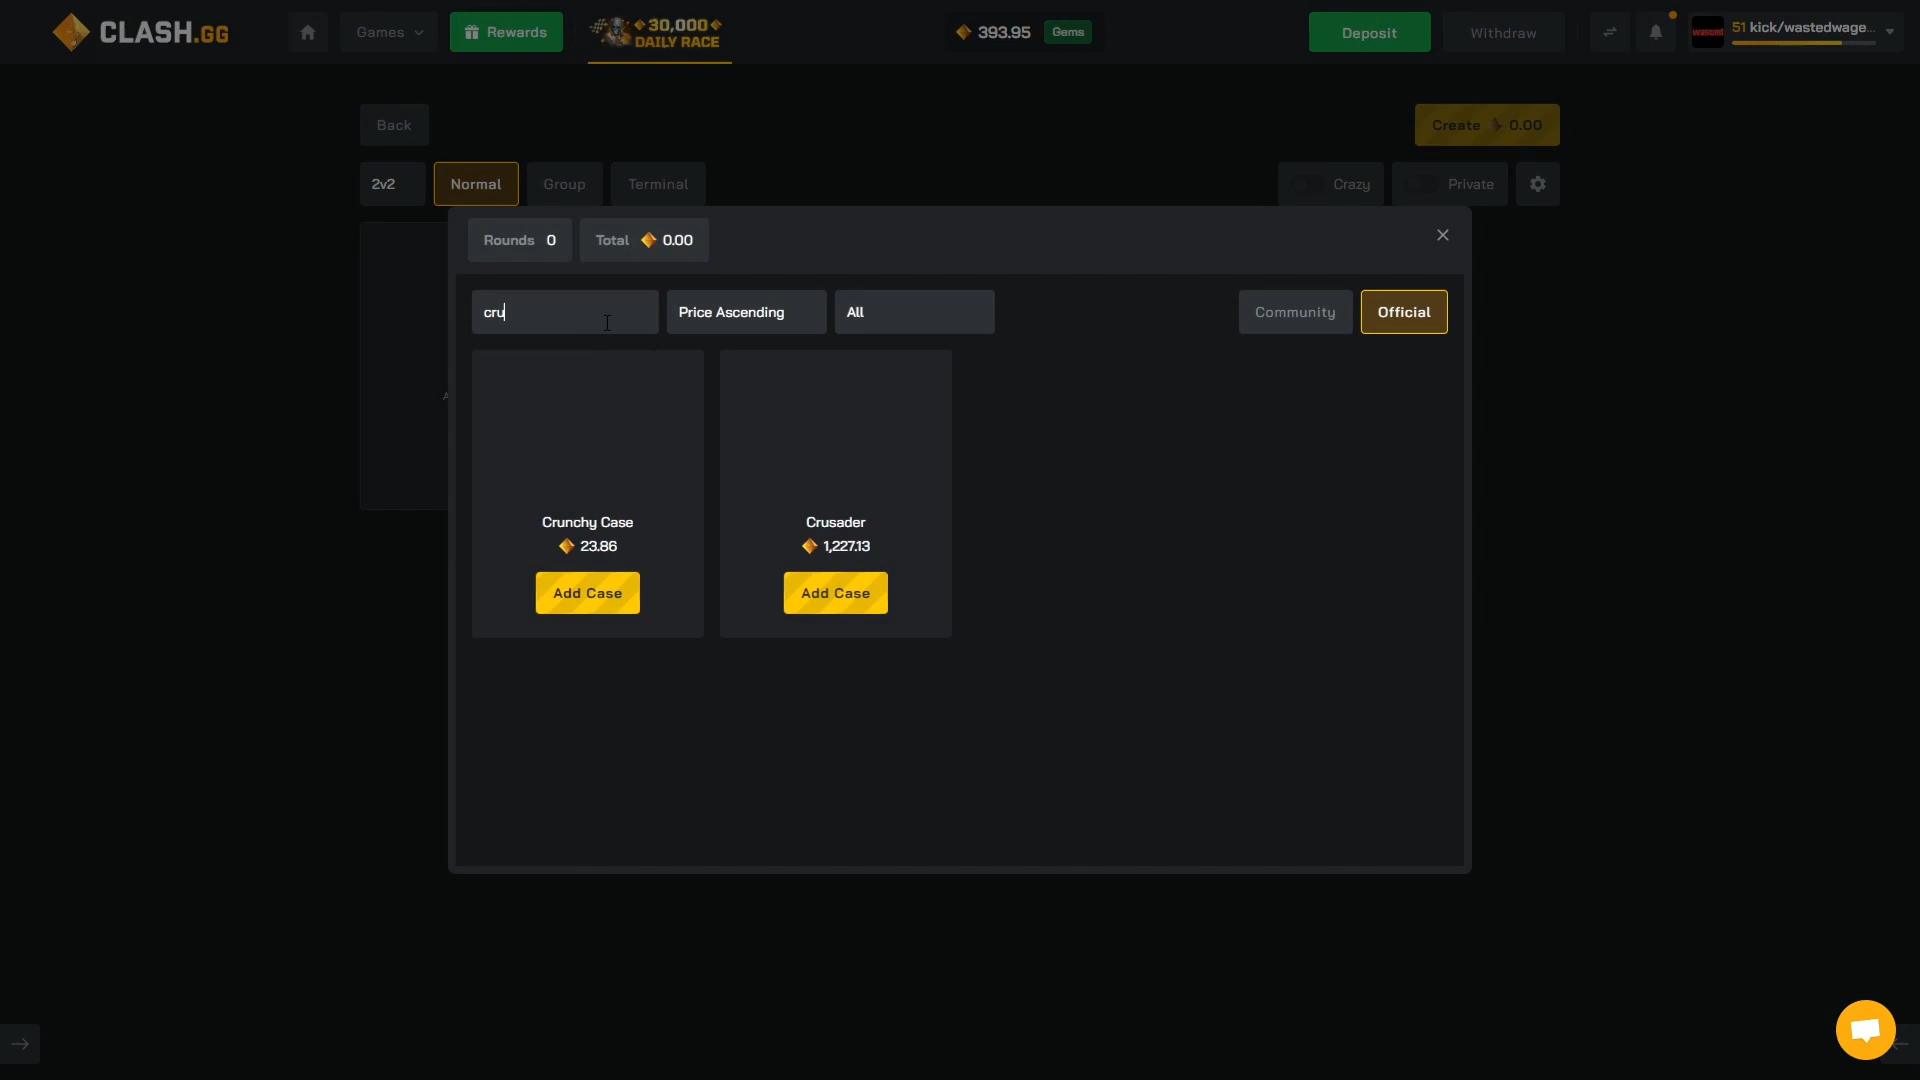 CLASH.GG
Games
Rewards
30,000
DAILY RACE
393.95
Gems
Deposit
Withdraw
wasted
51 kick/wastedwage...
Back
Create 0.00
2v2
Normal
Group
Terminal
Crazy
Private
Rounds 0
Total 0.00
cru
Price Ascending
All
Community
Official
A
Crunchy Case
23.86
Add Case
Crusader
1,227.13
Add Case